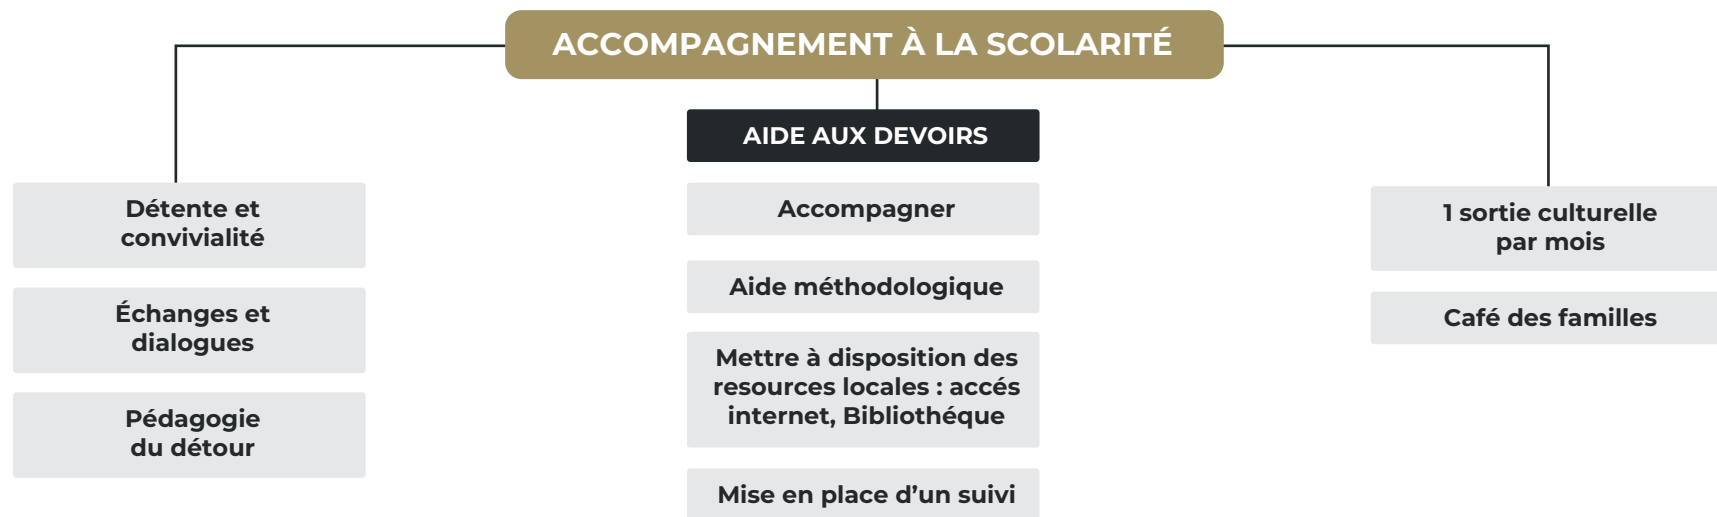 ACCOMPAGNEMENT À LA SCOLARITÉ
AIDE AUX DEVOIRS
Détente et
convivialité
Échanges et
dialogues
Pédagogie
du détour
Accompagner
Aide méthodologique
Mettre à disposition des
resources locales : accés
internet, Bibliothéque
Mise en place d’un suivi
1 sortie culturelle
par mois
Café des familles